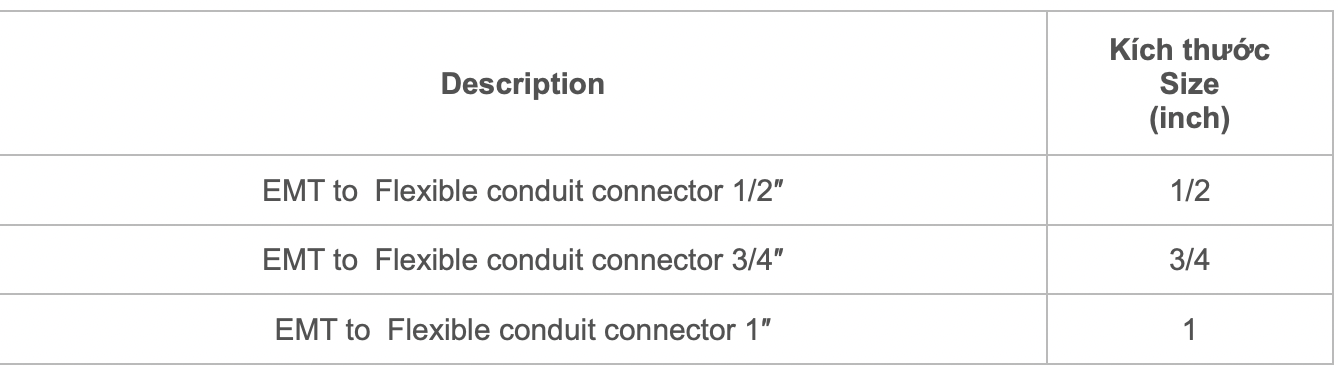 Description
Kích thước
Size
(inch)
EMT to  Flexible conduit connector 1/2″
1/2
EMT to  Flexible conduit connector 3/4″
3/4
EMT to  Flexible conduit connector 1″
1